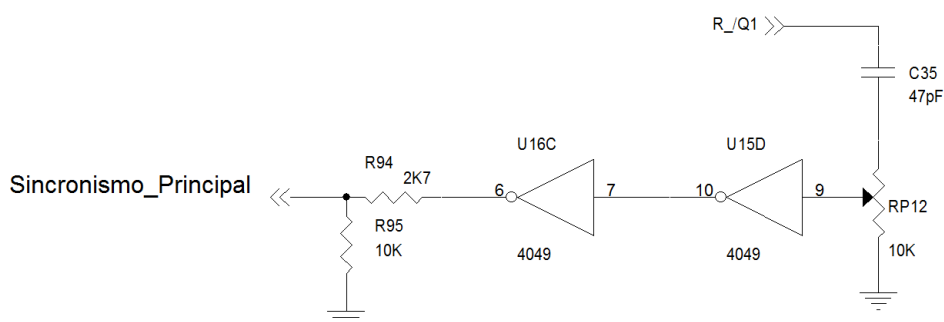 R_/Q1
C35
47pF
U16C
U15D
R94
2K7
Sincronismo_Principal
6
7
10
9
R95
10K
4049
4049
RP12
10K